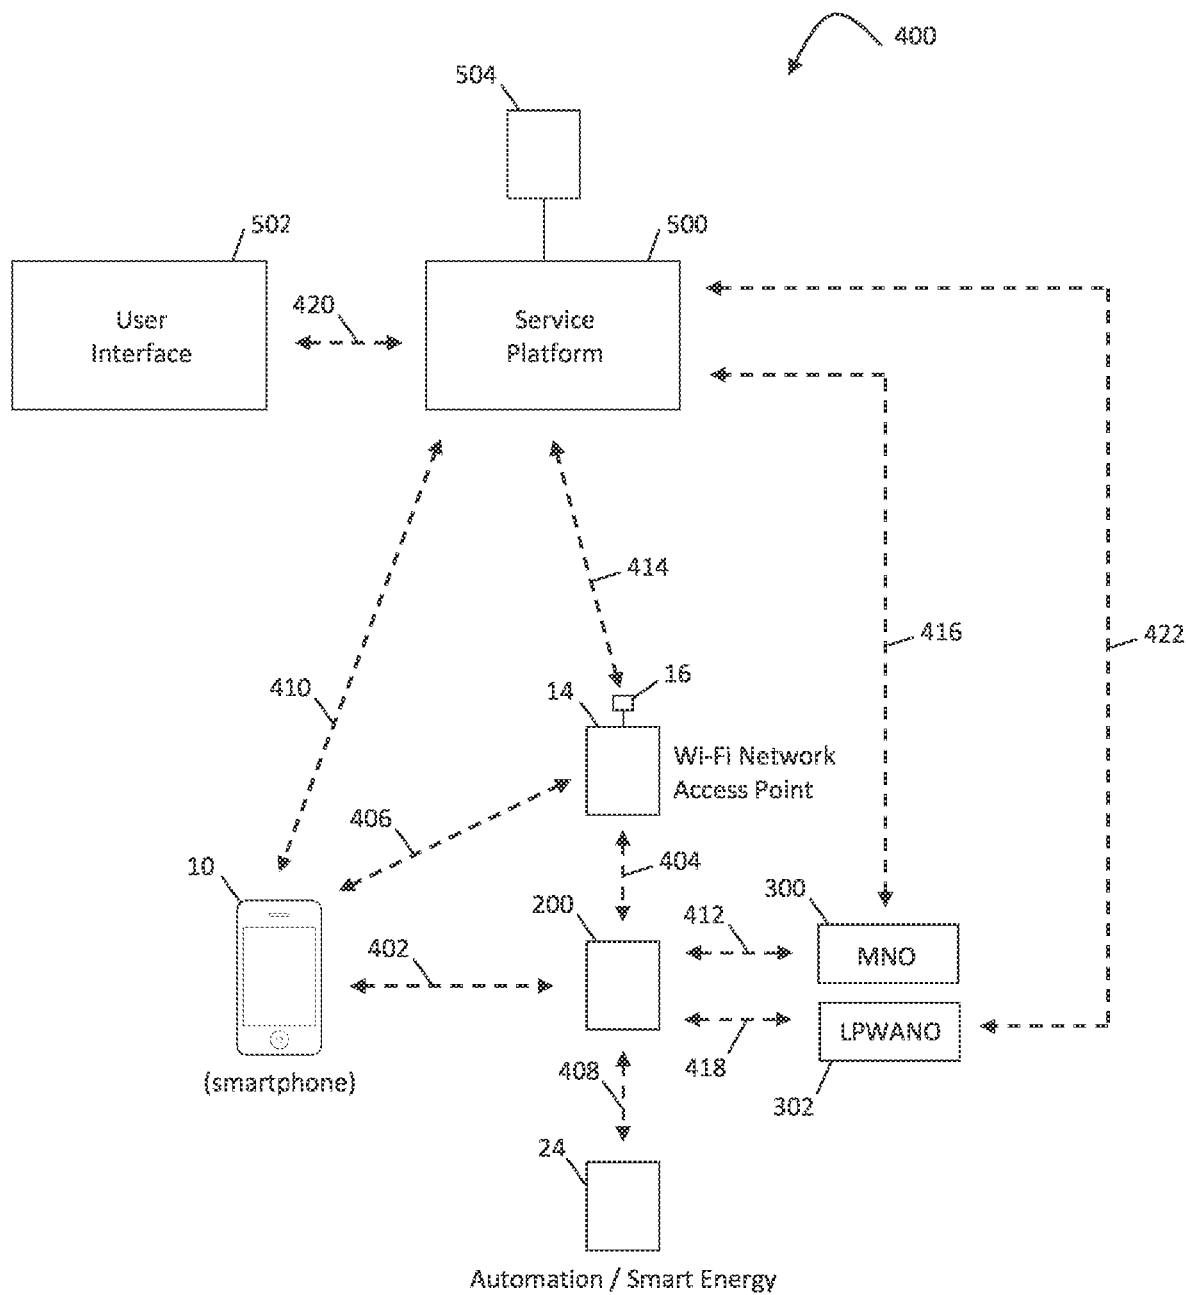 400
504
502
500
User
Interface
420
Service
Platform
414
416
422
410
14
16
Wi-Fi Network
Access Point
406
404
10
200
412
300
MNO
402
LPWANO
418
408
302
(smartphone)
24
Automation / Smart Energy